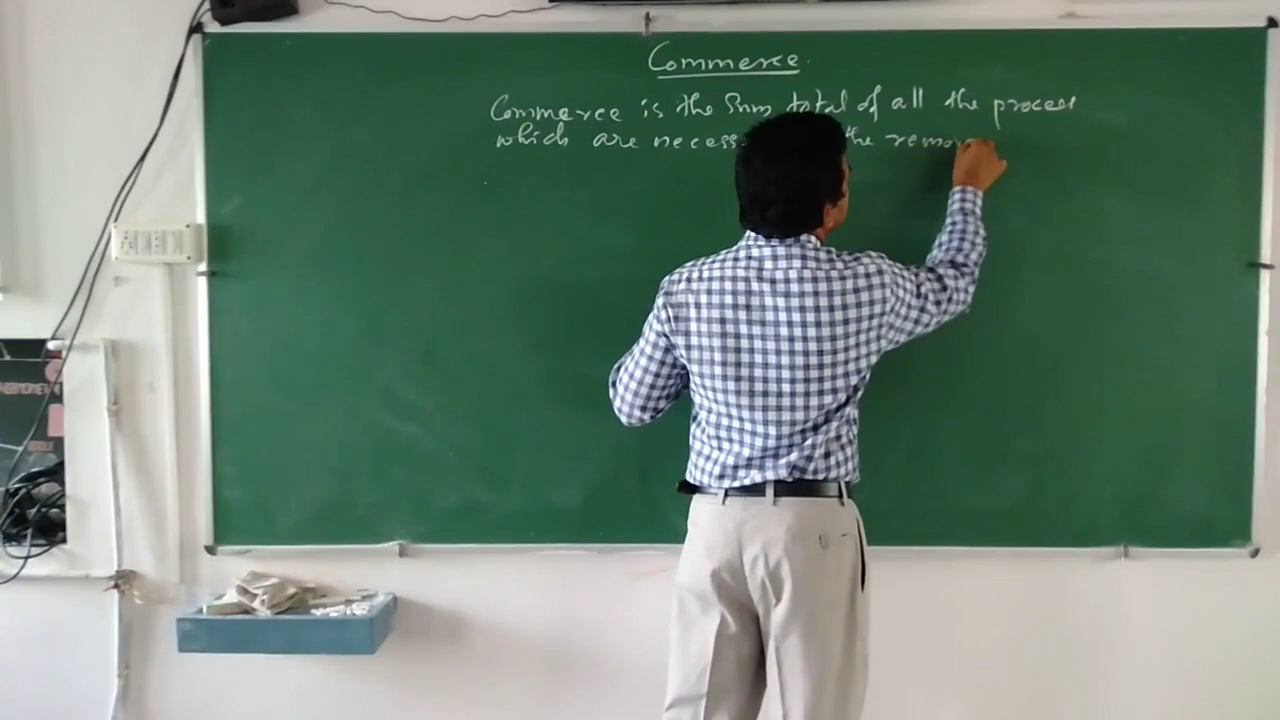 Commerce
Commerce is the Sum total of all the process
which are necess the remov